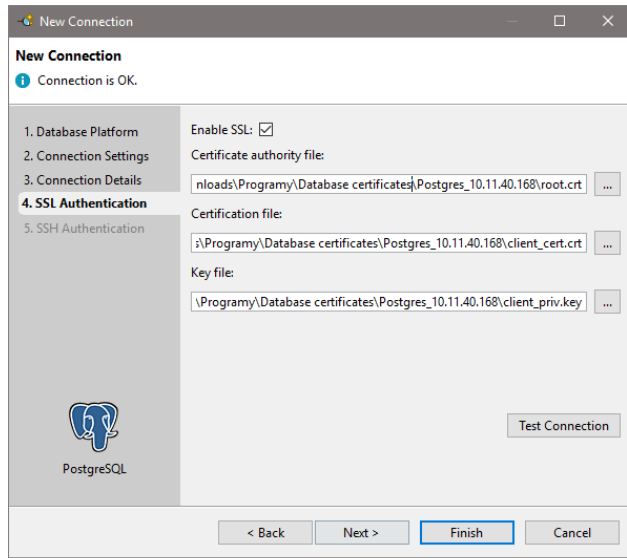 New Connection
New Connection
Connection is OK.
1. Database Platform
2. Connection Settings
3. Connection Details
4. SSL Authentication
5. SSH Authentication
Enable SSL:
Certificate authority file:
nloads\Programy\Database certificates\Postgres_10.11.40.168\root.crt
...
Certification file:
s\Programy\Database certificates\Postgres_10.11.40.168\client_cert.crt
...
Key file:
\Programy\Database certificates\Postgres_10.11.40.168\client_priv.key
...
PostgreSQL
Test Connection
< Back
Next >
Finish
Cancel